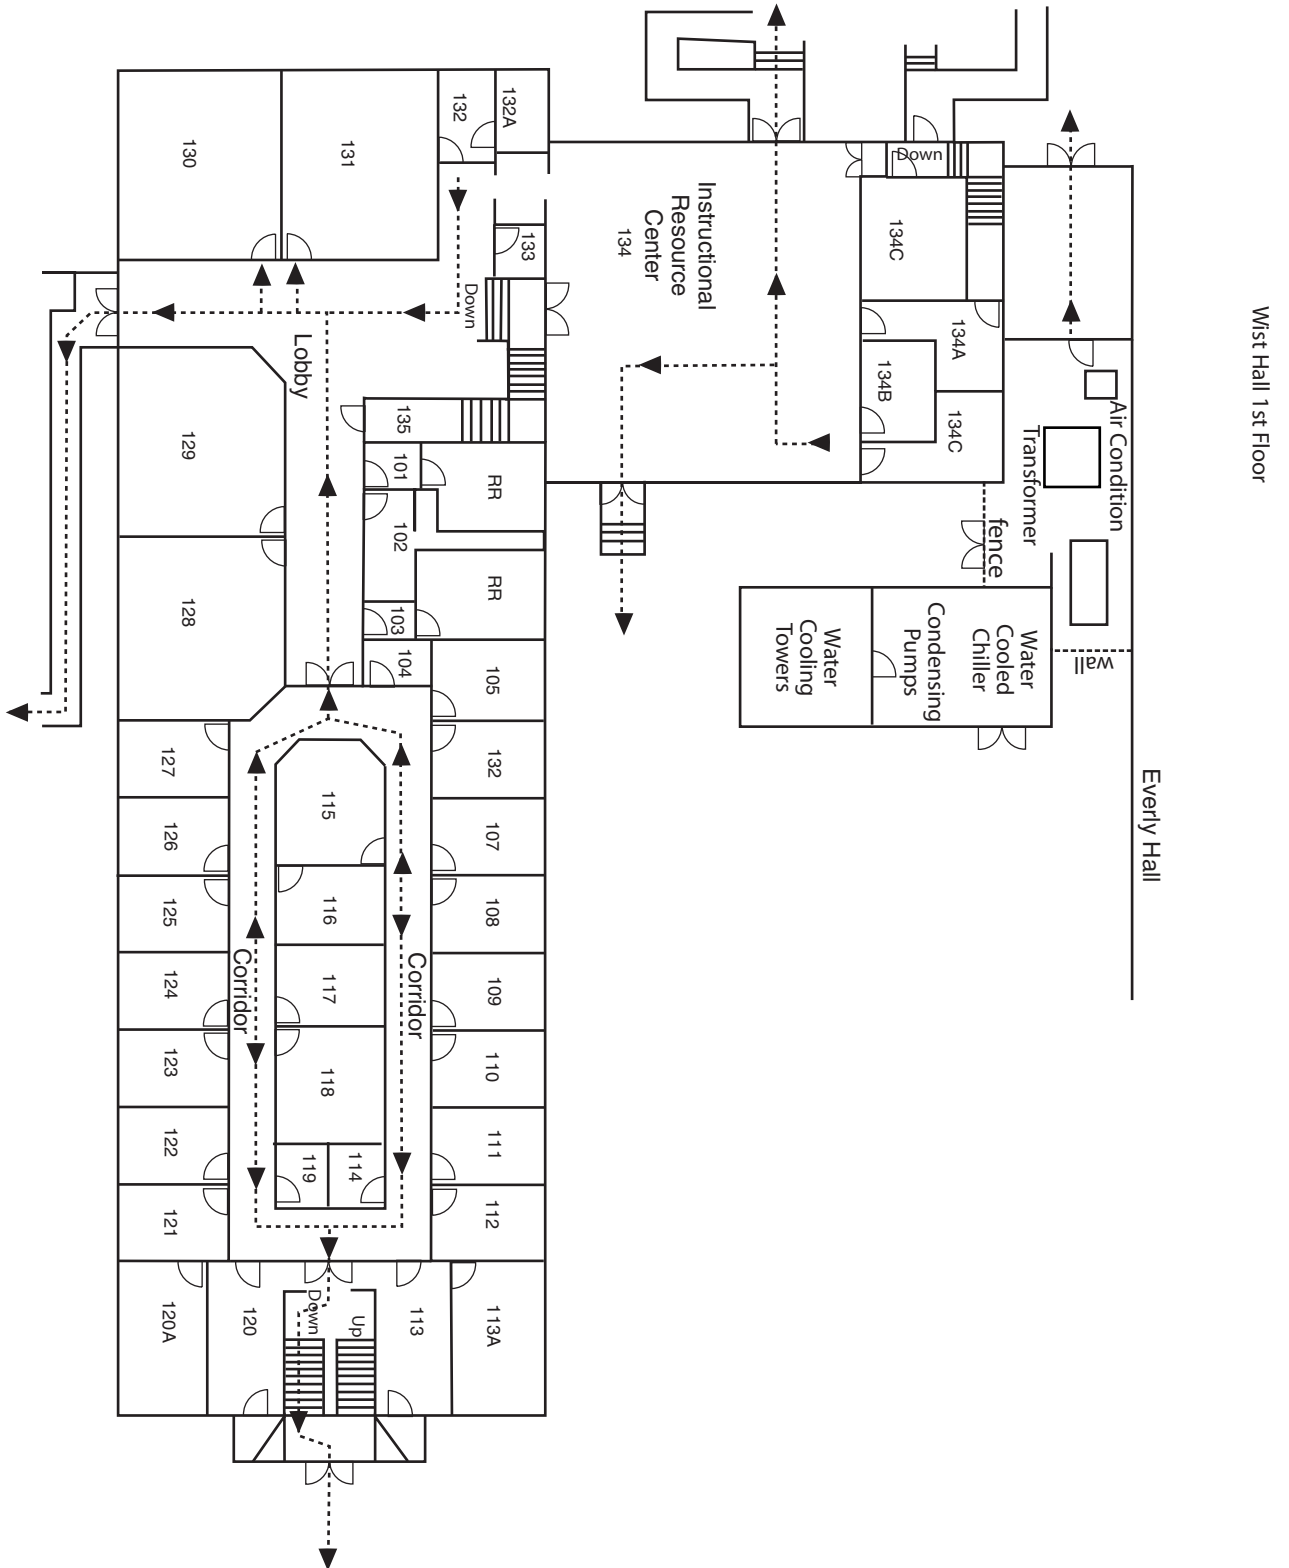 Wist Hall 1st Floor
Everly Hall
Air Condition
Transformer
fence
wall
Water
Cooled
Chiller
Condensing
Pumps
Water
Cooling
Towers
Down
134C
134A
134B
134C
Instructional
Resource
Center
134
132A
132
131
130
133
Down
Lobby
135
101
RR
102
RR
103
104
105
132
107
108
109
110
111
112
113A
113
Up
Down
120
120A
129
128
127
126
125
124
123
122
121
115
116
117
118
119
114
Corridor
Corridor